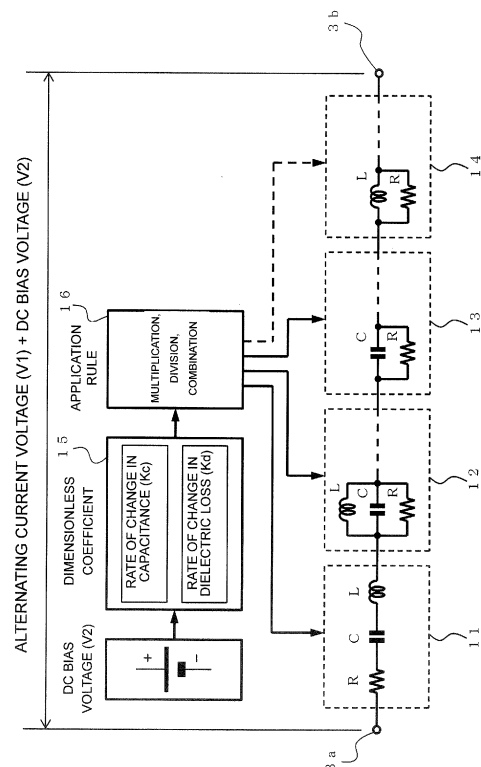 ALTERNATING CURRENT VOLTAGE (V1) + DC BIAS VOLTAGE (V2)
DC BIAS
VOLTAGE (V2)
+
−
DIMENSIONLESS
COEFFICIENT
15
RATE OF CHANGE IN
CAPACITANCE (Kc)
RATE OF CHANGE IN
DIELECTRIC LOSS (Kd)
APPLICATION
RULE
16
MULTIPLICATION,
DIVISION,
COMBINATION
3a
R
C
L
11
L
C
R
12
C
R
13
L
R
14
3b